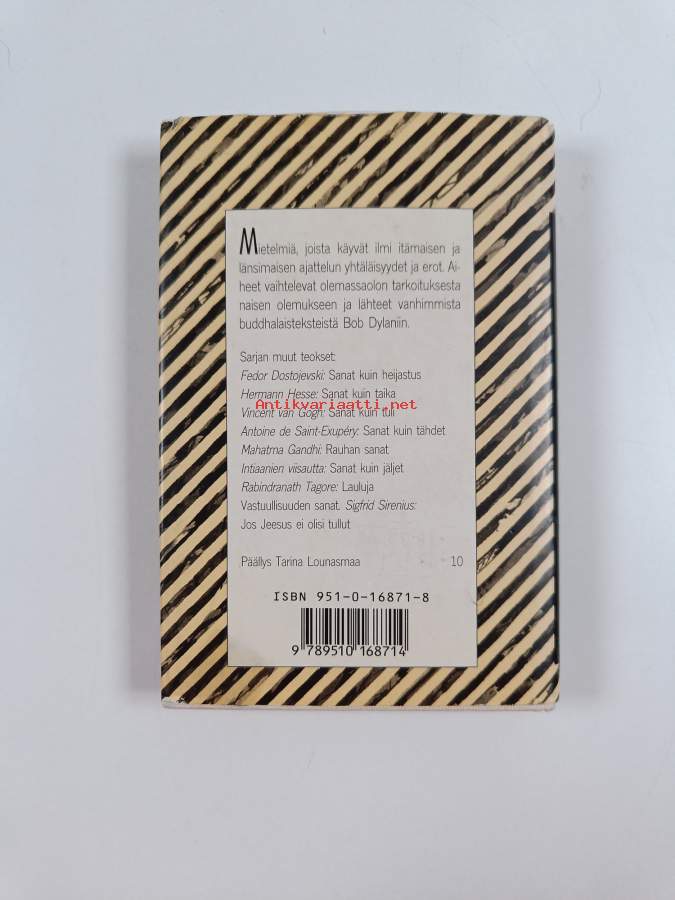 Mietelmiä, joista käyvät ilmi itämaisen ja
länsimaisen ajattelun yhtäläisyydet ja erot. Ai-
heet vaihtelevat olemassaolon tarkoituksesta
naisen olemukseen ja lähteet vanhimmista
buddhalaisteksteistä Bob Dylaniin.
Sarjan muut teokset:
Fedor Dostojevski: Sanat kuin heijastus
Hermann Hesse: Sanat kuin taika
Antikvariaatti.net
Vincent van Gogh: Sanat kuin tuli
Antoine de Saint-Exupéry: Sanat kuin tähdet
Mahatma Gandhi: Rauhan sanat
Intiaanien viisautta: Sanat kuin jäljet
Rabindranath Tagore: Lauluja
Vastuullisuuden sanat. Sigfrid Sirenius:
Jos Jeesus ei olisi tullut
Päällys Tarina Lounasmaa 10
ISBN 951-0-16871-8
9 789510 168714